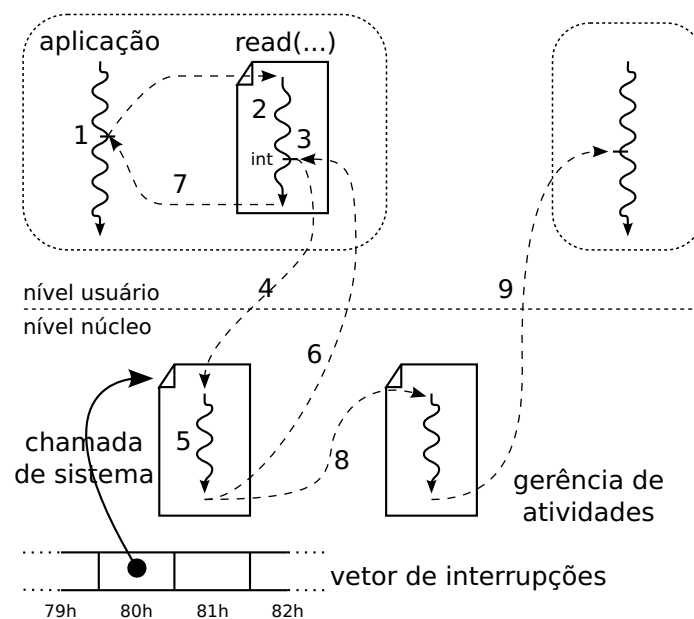 aplicação
read(...)
1
2
3
int
7
4
nível usuário
9
nível núcleo
6
chamada
de sistema
5
8
gerência de
atividades
vetor de interrupções
79h
80h
81h
82h